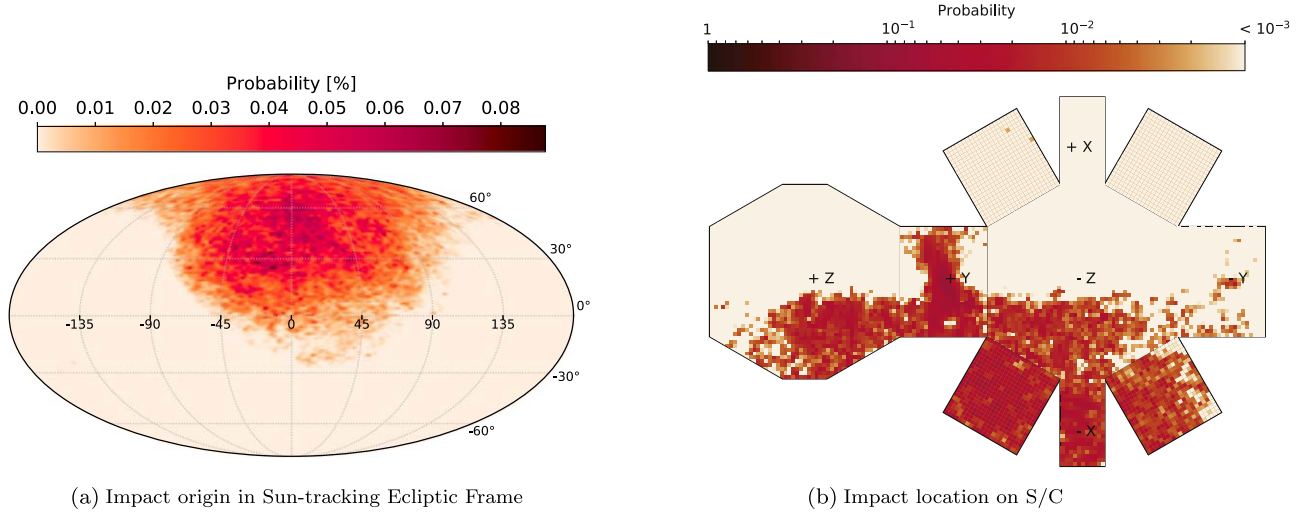 Probability [%]
0.00 0.01 0.02 0.03 0.04 0.05 0.06 0.07 0.08
60°
30°
0°
-135 -90 -45 0 45 90 135
-30°
-60°
(a) Impact origin in Sun-tracking Ecliptic Frame
Probability
1 10⁻¹ 10⁻² < 10⁻³
+ X
+ Z + Y - Z - Y
- X
(b) Impact location on S/C